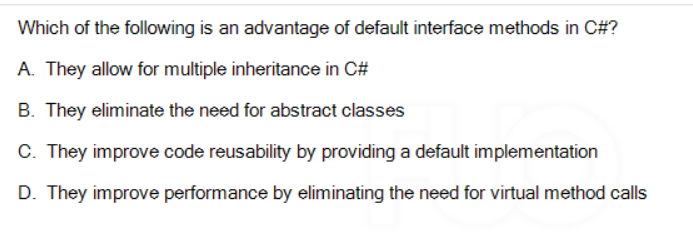 Which of the following is an advantage of default interface methods in C#?
A. They allow for multiple inheritance in C#
B. They eliminate the need for abstract classes
C. They improve code reusability by providing a default implementation
D. They improve performance by eliminating the need for virtual method calls